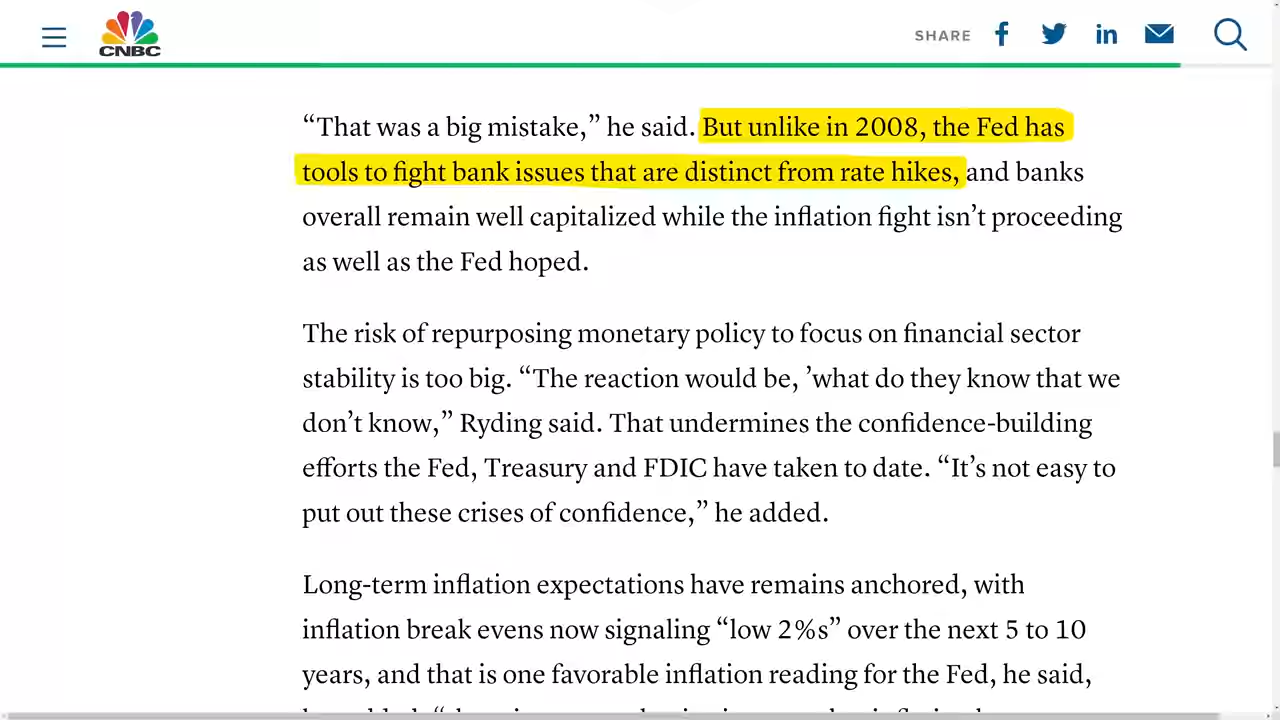 CNBC
SHARE
“That was a big mistake,” he said. But unlike in 2008, the Fed has
tools to fight bank issues that are distinct from rate hikes, and banks
overall remain well capitalized while the inflation fight isn’t proceeding
as well as the Fed hoped.
The risk of repurposing monetary policy to focus on financial sector
stability is too big. “The reaction would be, ’what do they know that we
don’t know,” Ryding said. That undermines the confidence-building
efforts the Fed, Treasury and FDIC have taken to date. “It’s not easy to
put out these crises of confidence,” he added.
Long-term inflation expectations have remains anchored, with
inflation break evens now signaling “low 2%s” over the next 5 to 10
years, and that is one favorable inflation reading for the Fed, he said,